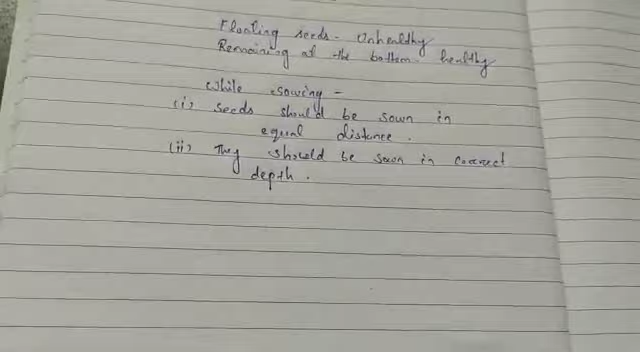 Floating seeds - Unhealthy
Remaining at the bottom - healthy
While sowing -
(i) seeds should be sown in
equal distance.
(ii) They should be sown in correct
depth.